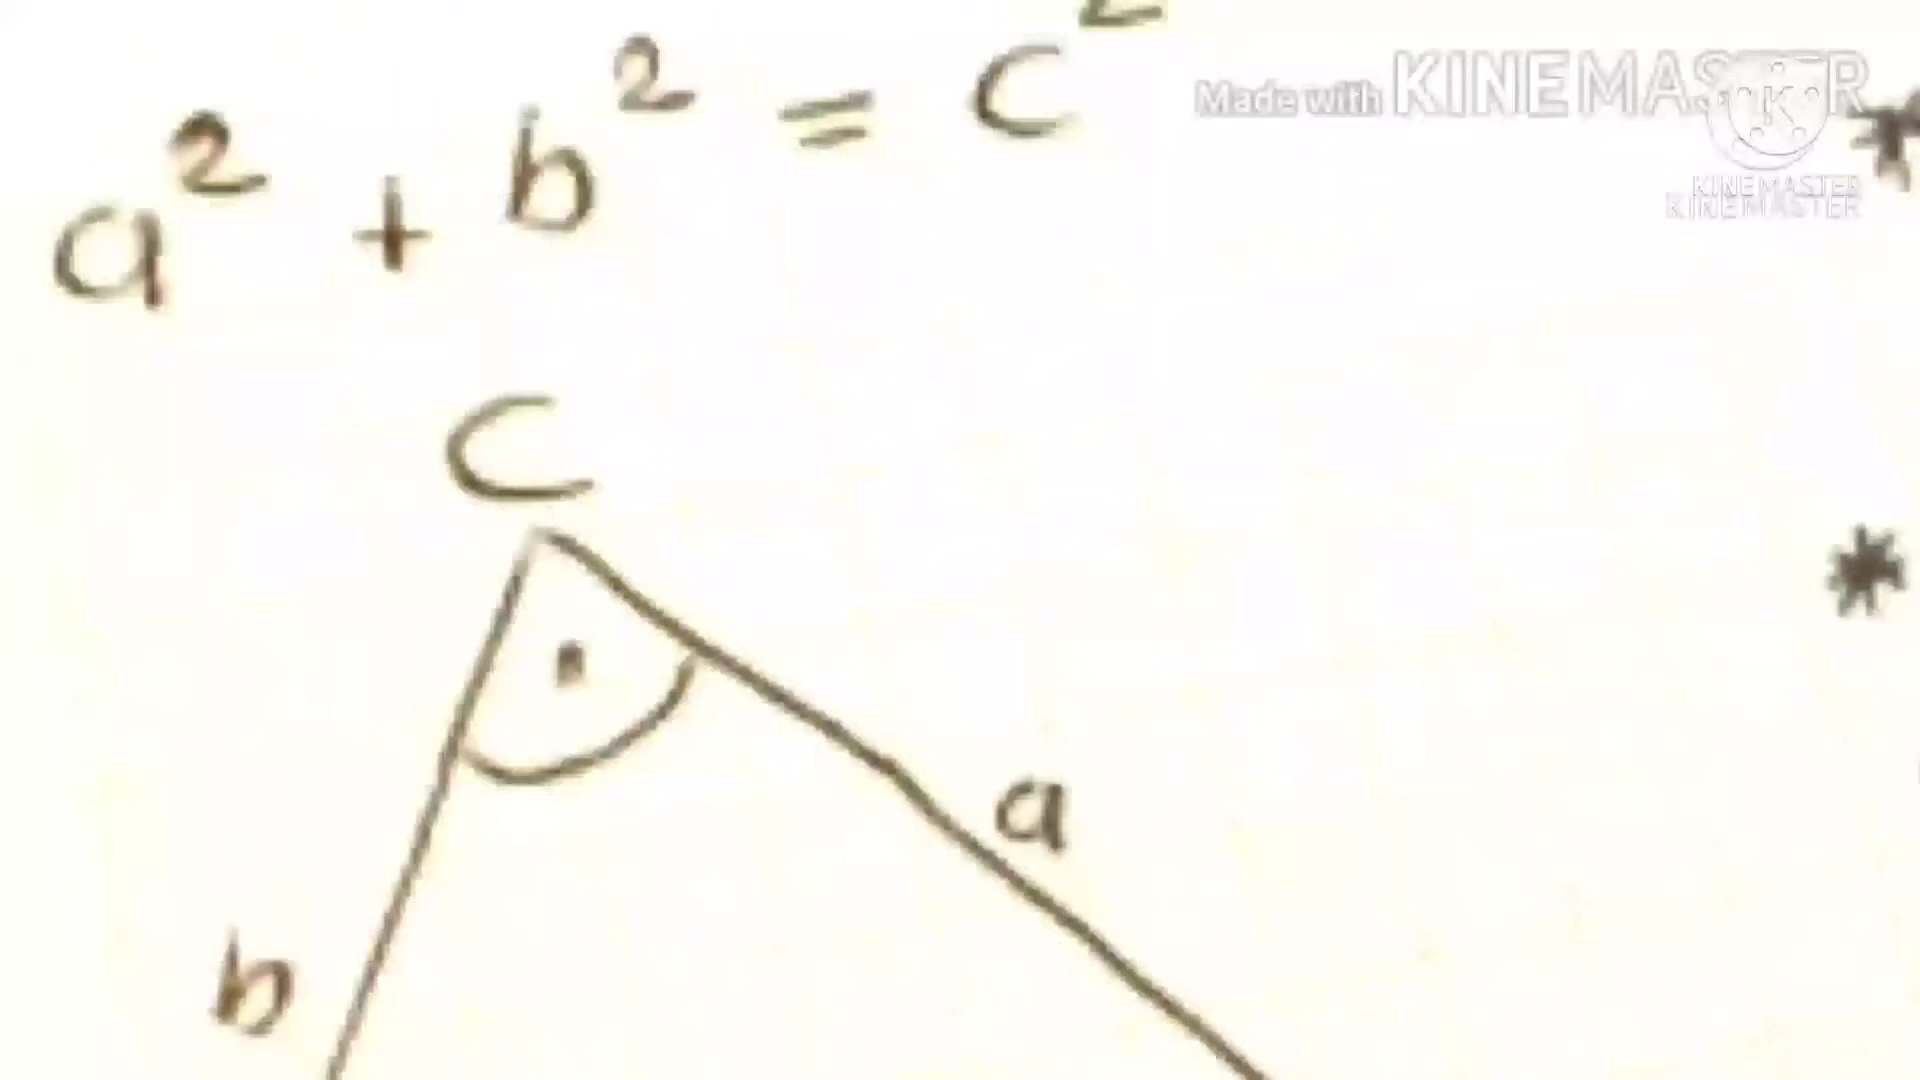 a² + b² = c²
Made with KINEMASTER
KINEMASTER
KINEMASTER
*
C
*
a
b